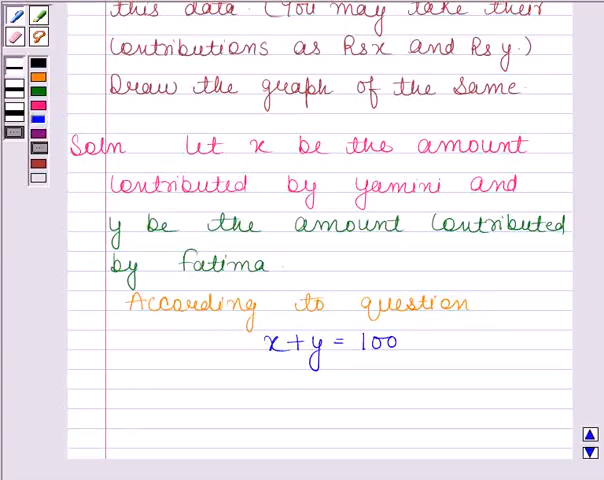 this data. (You may take their
Contributions as Rs x and Rs y.)
Draw the graph of the same.
Soln Let x be the amount
Contributed by yamini and
y be the amount Contributed
by fatima.
According to question
x + y = 100